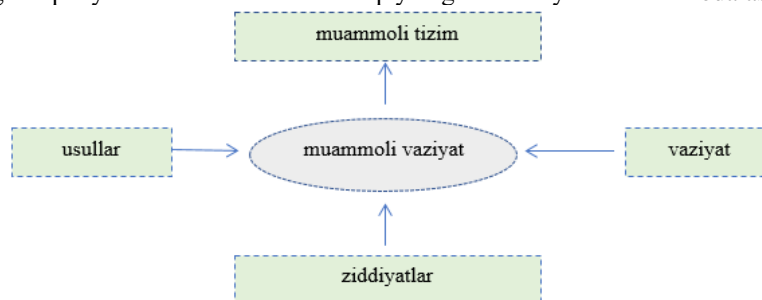 muammoli tizim
usullar
muammoli vaziyat
vaziyat
ziddiyatlar